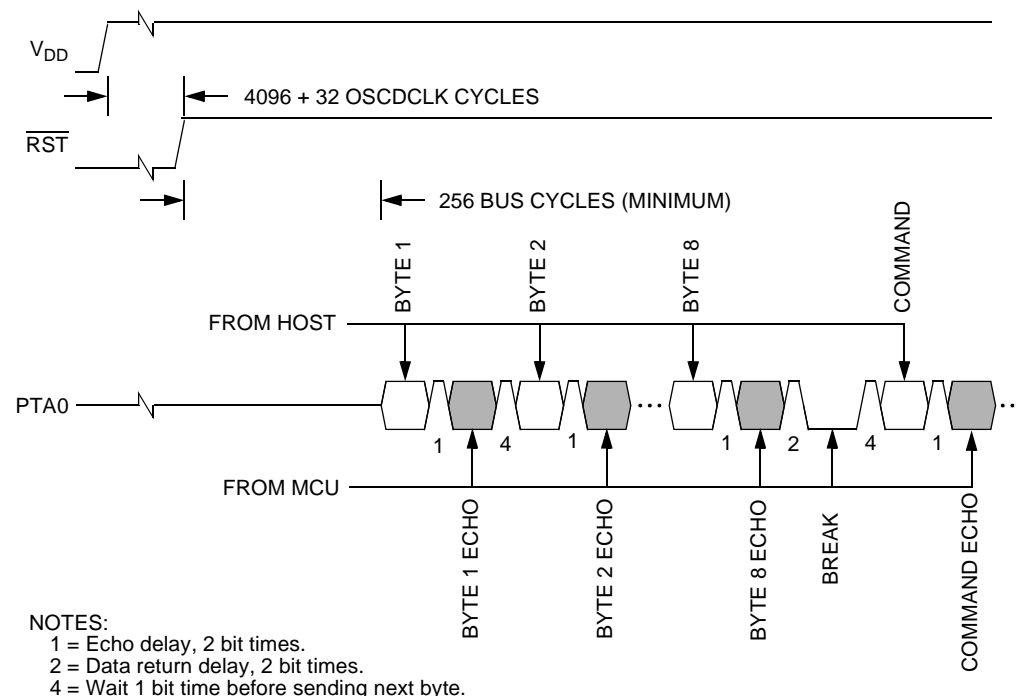 VDD
4096 + 32 OSCDCLK CYCLES
RST
256 BUS CYCLES (MINIMUM)
BYTE 1
BYTE 2
BYTE 8
COMMAND
FROM HOST
PTA0
...
...
1
4
1
1
2
4
1
FROM MCU
BYTE 1 ECHO
BYTE 2 ECHO
BYTE 8 ECHO
BREAK
COMMAND ECHO
NOTES:
1 = Echo delay, 2 bit times.
2 = Data return delay, 2 bit times.
4 = Wait 1 bit time before sending next byte.